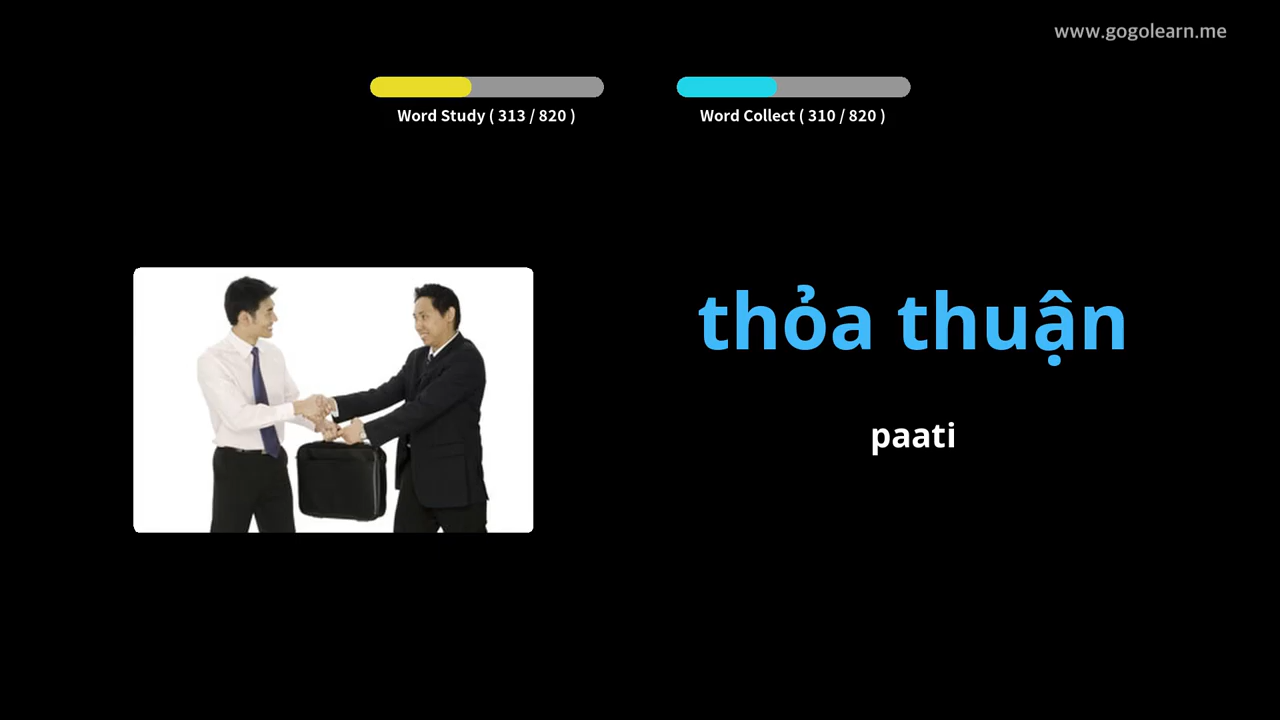 www.gogolearn.me
Word Study ( 313 / 820 )
Word Collect ( 310 / 820 )
thỏa thuận
paati